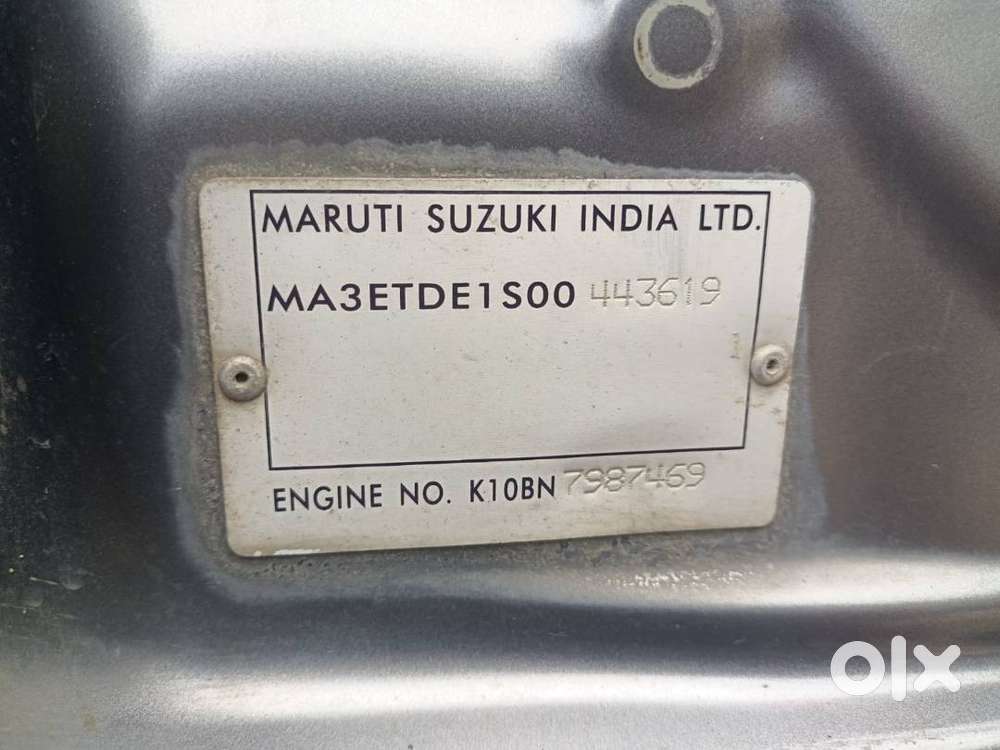 MARUTI SUZUKI INDIA LTD.
MA3ETDE1S00 443619
ENGINE NO. K10BN 7987469
olx